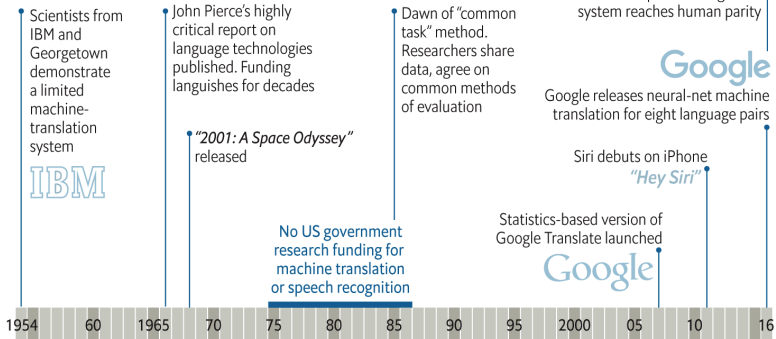 Scientists from
IBM and
Georgetown
demonstrate
a limited
machine-
translation
system
IBM
John Pierce's highly
critical report on
language technologies
published. Funding
languishes for decades
“2001: A Space Odyssey”
released
No US government
research funding for
machine translation
or speech recognition
Dawn of “common
task” method.
Researchers share
data, agree on
common methods
of evaluation
Statistics-based version of
Google Translate launched
Google
Siri debuts on iPhone
“Hey Siri”
system reaches human parity
Google
Google releases neural-net machine
translation for eight language pairs
1954 60 1965 70 75 80 85 90 95 2000 05 10 16